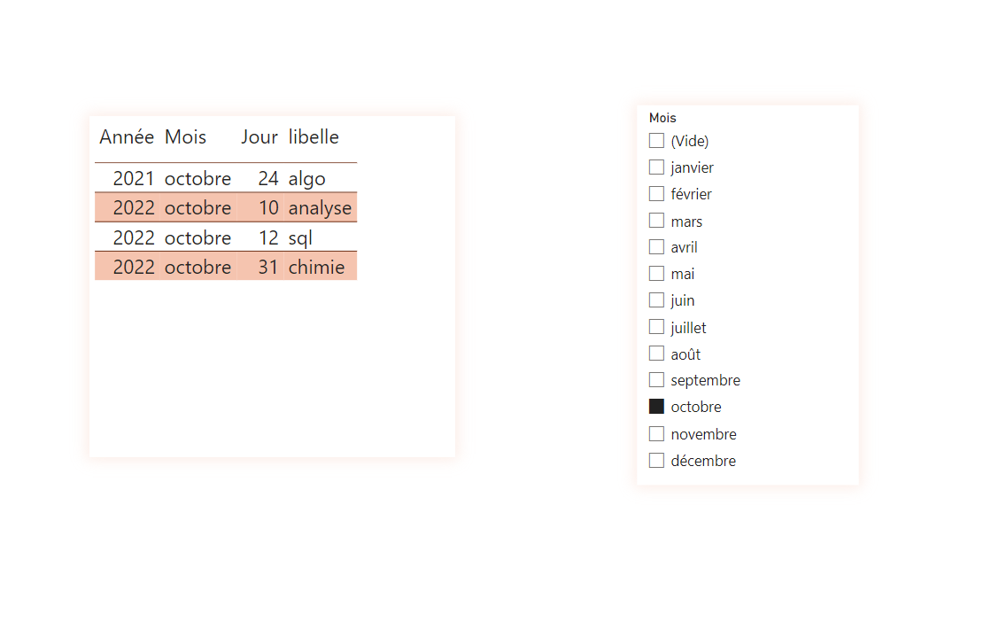 Année Mois Jour libelle
2021 octobre 24 algo
2022 octobre 10 analyse
2022 octobre 12 sql
2022 octobre 31 chimie
Mois
(Vide)
janvier
février
mars
avril
mai
juin
juillet
août
septembre
octobre
novembre
décembre